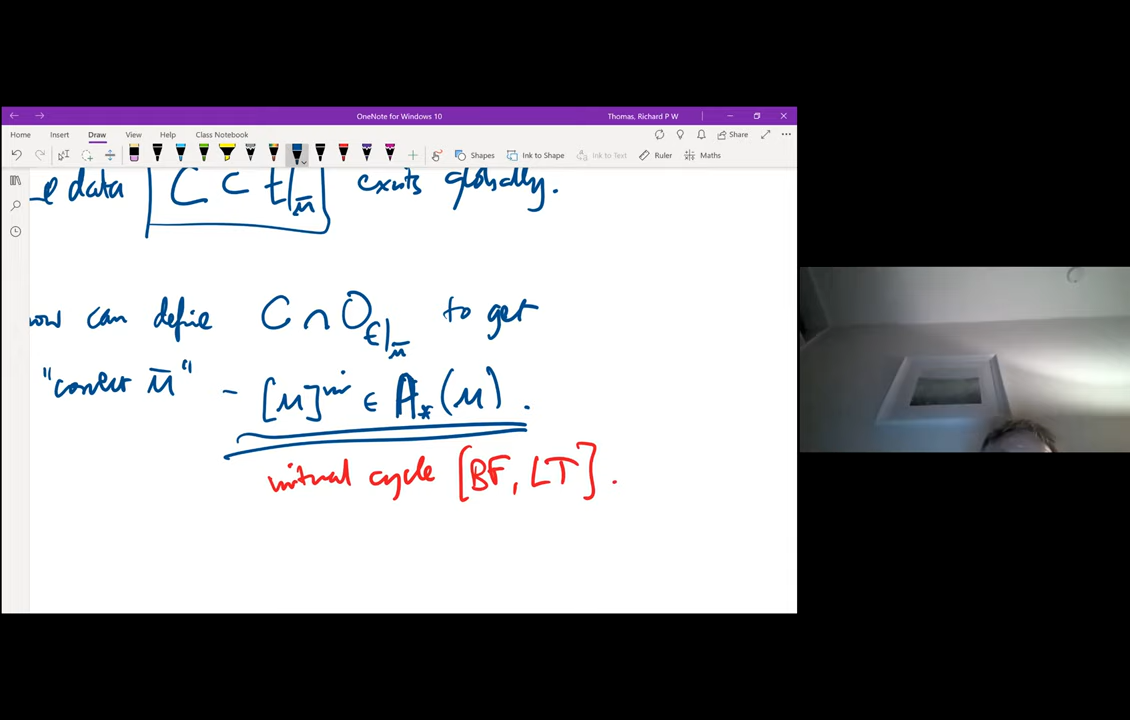 OneNote for Windows 10
Thomas, Richard P W
Home Insert Draw View Help Class Notebook
Share
Shapes Ink to Shape Ink to Text Ruler Maths
data C ⊂ E|_M̄ exists globally.
can define C ∩ O_{E|_M̄} to get
"correct M̄" - [M]^vir ∈ A_*(M).
virtual cycle [BF, LT].